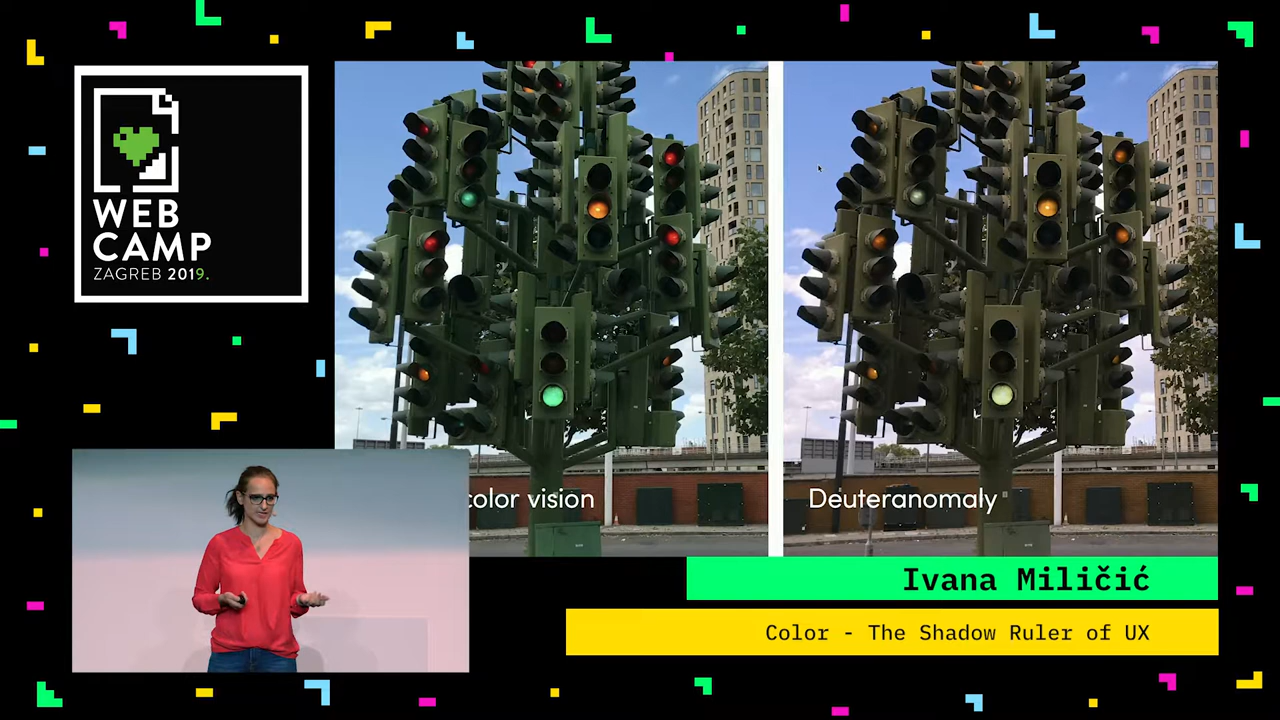 WEB
CAMP
ZAGREB 2019.
color vision
Deuteranomaly
Ivana Miličić
Color - The Shadow Ruler of UX